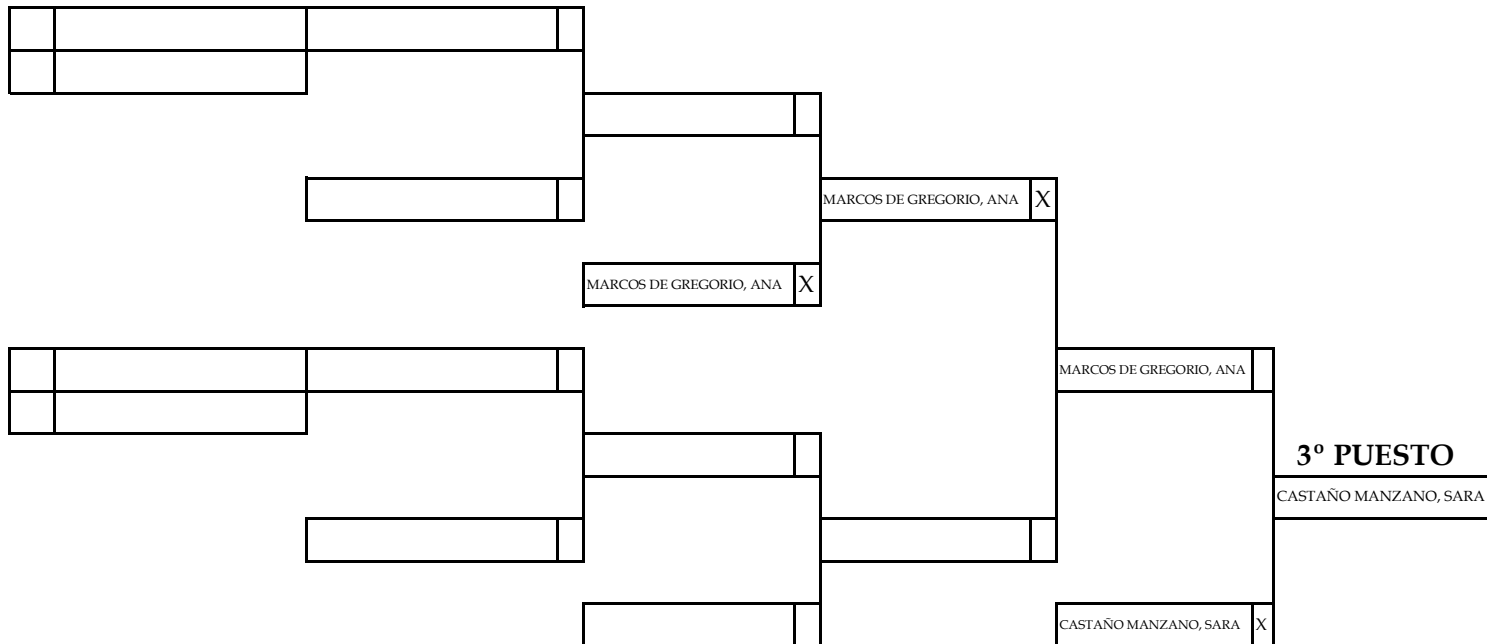 MARCOS DE GREGORIO, ANA X
MARCOS DE GREGORIO, ANA X
MARCOS DE GREGORIO, ANA
3º PUESTO
CASTAÑO MANZANO, SARA
CASTAÑO MANZANO, SARA X